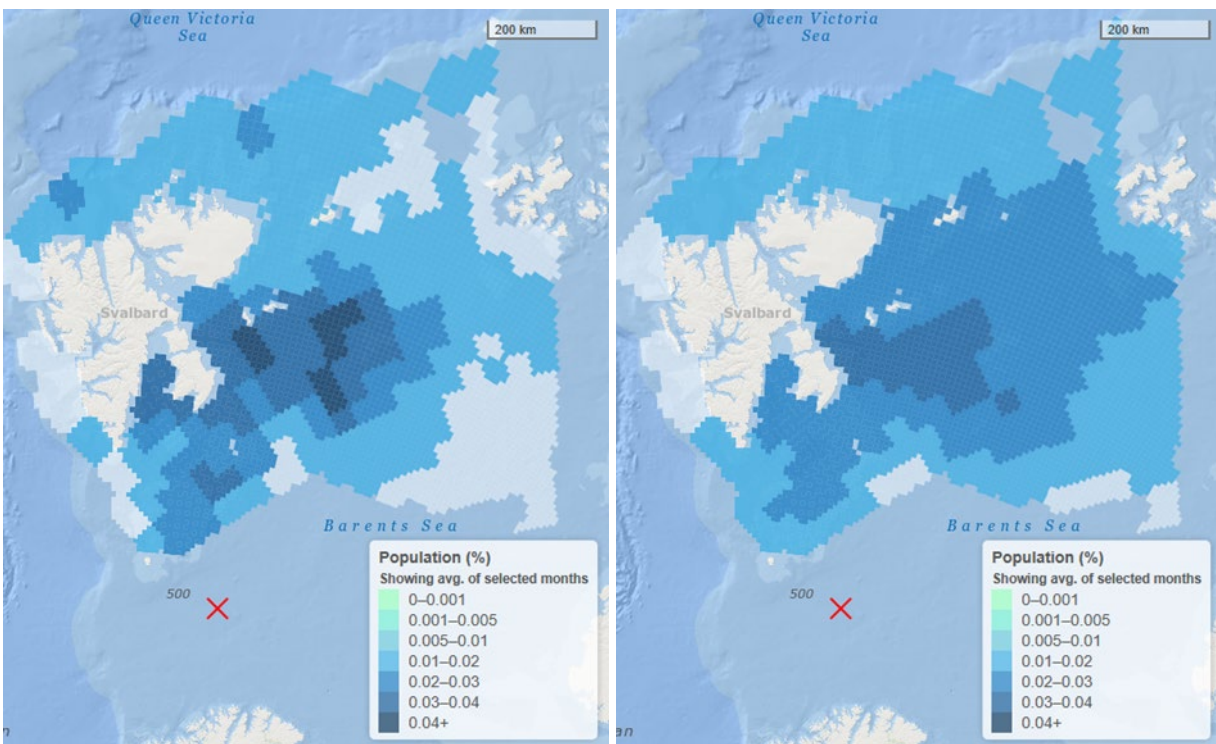 Queen Victoria
Sea
200 km
Svalbard
Barents Sea
500
Population (%)
Showing avg. of selected months
0–0.001
0.001–0.005
0.005–0.01
0.01–0.02
0.02–0.03
0.03–0.04
0.04+
n
Queen Victoria
Sea
200 km
Svalbard
Barents Sea
500
Population (%)
Showing avg. of selected months
0–0.001
0.001–0.005
0.005–0.01
0.01–0.02
0.02–0.03
0.03–0.04
0.04+
an